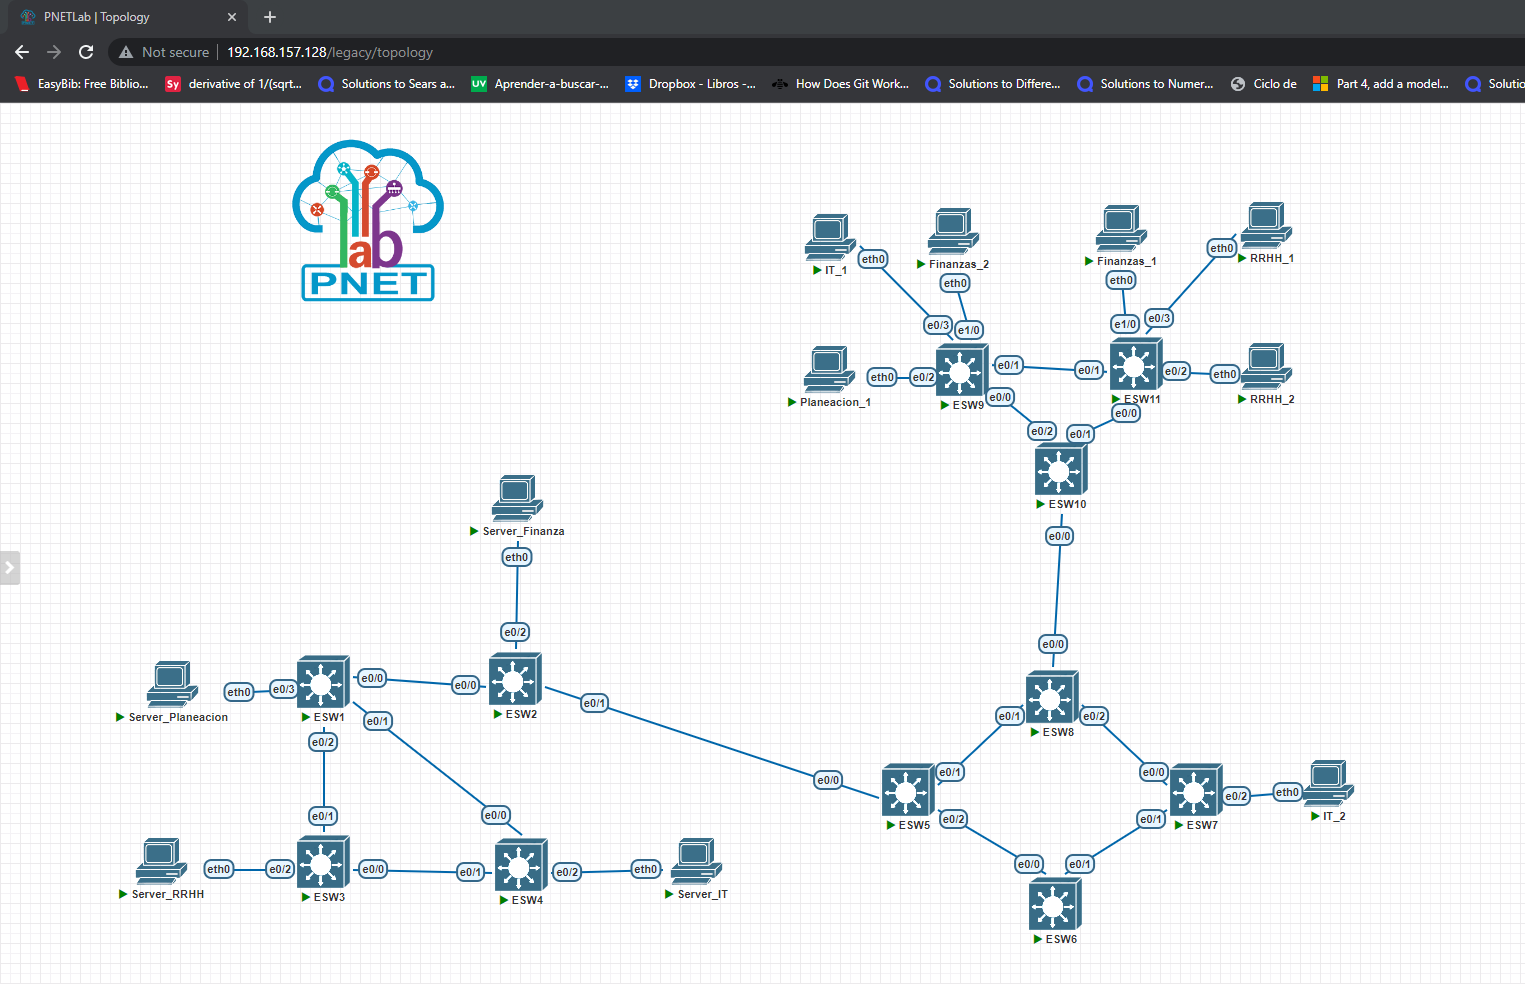 PNETLab | Topology
Not secure
192.168.157.128/legacy/topology
EasyBib: Free Biblio...
Sy
derivative of 1/(sqrt...
Solutions to Sears a...
UV
Aprender-a-buscar-...
Dropbox - Libros -...
How Does Git Work...
Solutions to Differe...
Solutions to Numer...
Ciclo de
Part 4, add a model...
Solutio
lab
PNET
IT_1
eth0
Finanzas_2
eth0
Finanzas_1
eth0
eth0
RRHH_1
e0/3
e1/0
e1/0
e0/3
Planeacion_1
eth0
e0/2
ESW9
e0/1
e0/1
ESW11
e0/2
eth0
RRHH_2
e0/0
e0/0
e0/2
e0/1
ESW10
e0/0
Server_Finanza
eth0
e0/2
e0/0
Server_Planeacion
eth0
e0/3
ESW1
e0/0
e0/0
ESW2
e0/1
e0/1
e0/2
e0/1
ESW8
e0/2
e0/0
ESW5
e0/1
e0/2
e0/0
ESW7
e0/2
eth0
IT_2
e0/1
e0/1
e0/0
Server_RRHH
eth0
e0/2
ESW3
e0/0
e0/1
ESW4
e0/2
eth0
Server_IT
e0/0
e0/1
ESW6